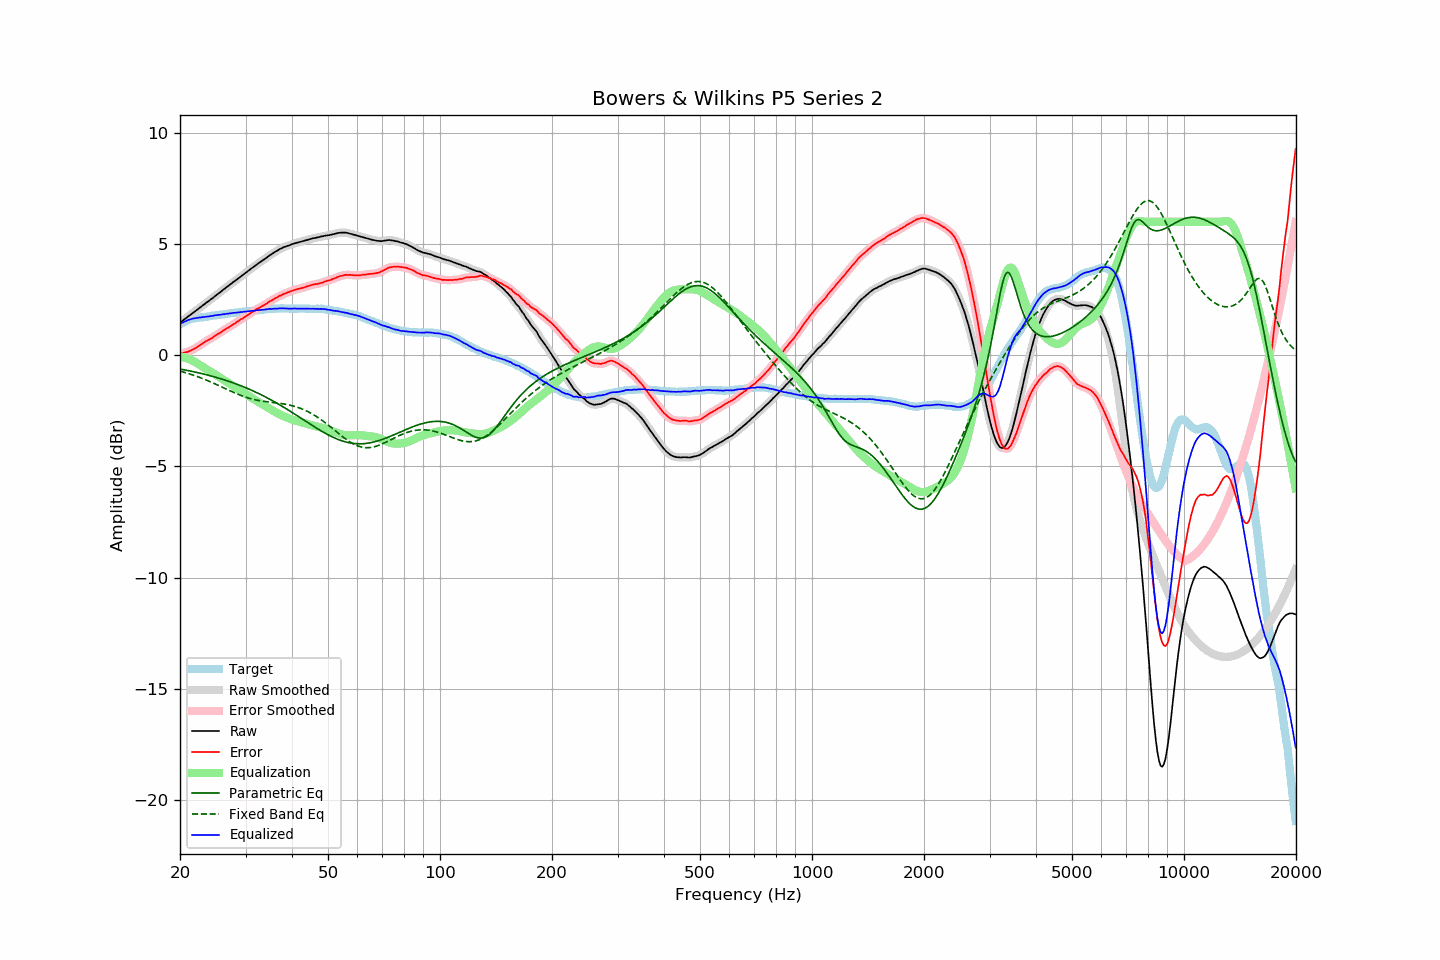 Bowers & Wilkins P5 Series 2
Amplitude (dBr)
10
5
0
−5
−10
−15
−20
Target
Raw Smoothed
Error Smoothed
Raw
Error
Equalization
Parametric Eq
Fixed Band Eq
Equalized
20
50
100
200
500
1000
2000
5000
10000
20000
Frequency (Hz)